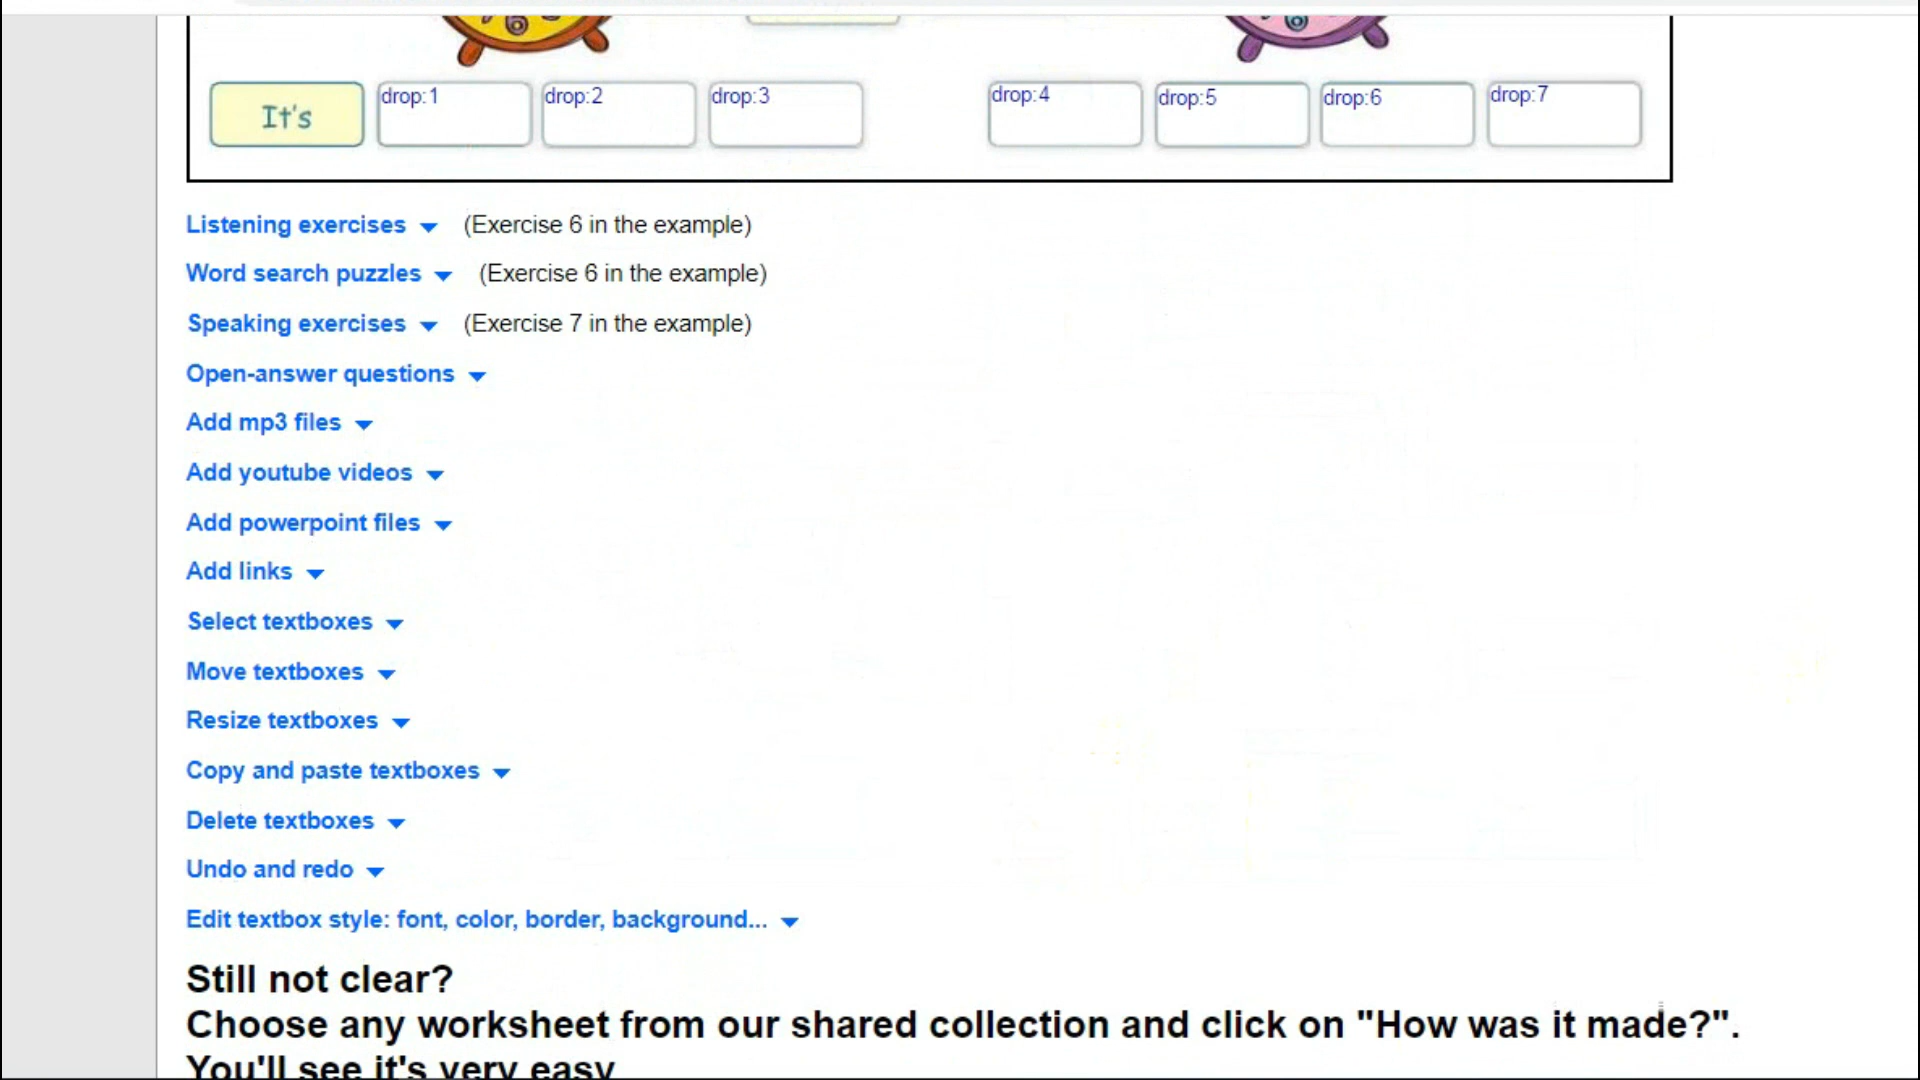 6
6
It's
drop:1
drop:2
drop:3
drop:4
drop:5
drop:6
drop:7
Listening exercises (Exercise 6 in the example)
Word search puzzles (Exercise 6 in the example)
Speaking exercises (Exercise 7 in the example)
Open-answer questions
Add mp3 files
Add youtube videos
Add powerpoint files
Add links
Select textboxes
Move textboxes
Resize textboxes
Copy and paste textboxes
Delete textboxes
Undo and redo
Edit textbox style: font, color, border, background...
Still not clear?
Choose any worksheet from our shared collection and click on "How was it made?".
You'll see it's very easy